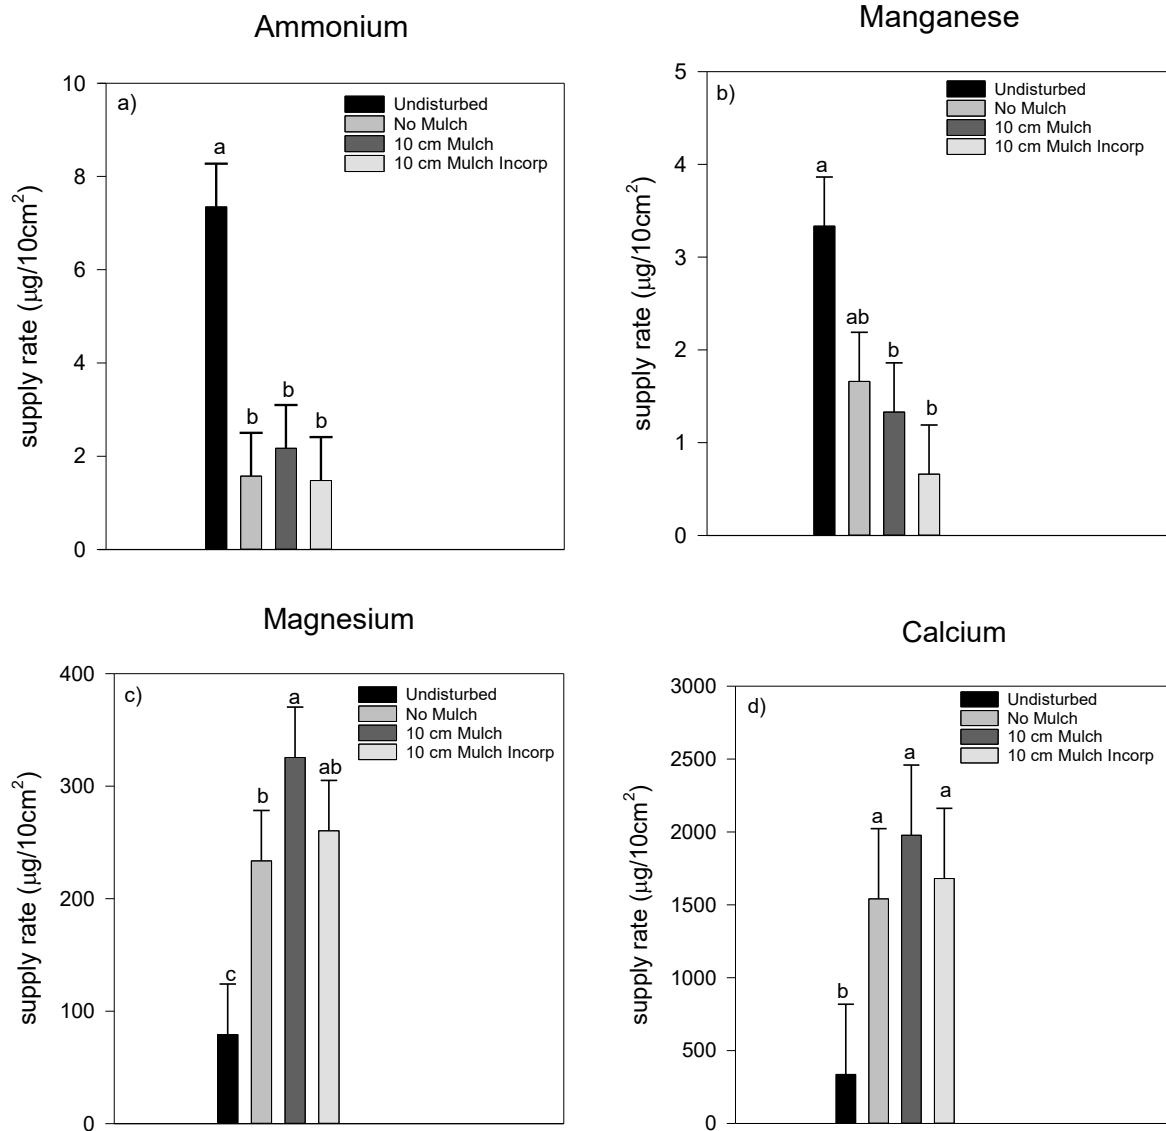 Ammonium
a)
Undisturbed
No Mulch
10 cm Mulch
10 cm Mulch Incorp
10
8
6
4
2
0
supply rate (μg/10cm²)
a
b
b
b
Manganese
b)
Undisturbed
No Mulch
10 cm Mulch
10 cm Mulch Incorp
5
4
3
2
1
0
supply rate (μg/10cm²)
a
ab
b
b
Magnesium
c)
Undisturbed
No Mulch
10 cm Mulch
10 cm Mulch Incorp
400
300
200
100
0
supply rate (μg/10cm²)
c
b
a
ab
Calcium
d)
Undisturbed
No Mulch
10 cm Mulch
10 cm Mulch Incorp
3000
2500
2000
1500
1000
500
0
supply rate (μg/10cm²)
b
a
a
a